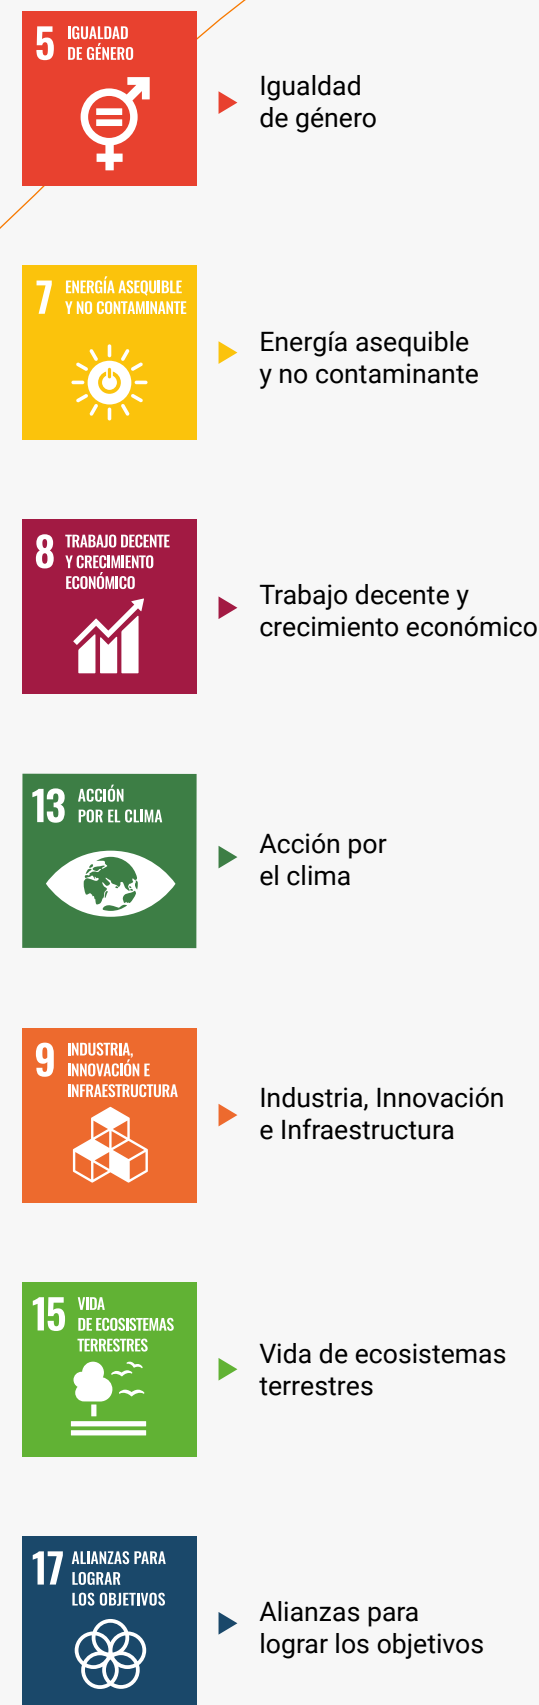 5 IGUALDAD
DE GÉNERO
Igualdad
de género
7 ENERGÍA ASEQUIBLE
Y NO CONTAMINANTE
Energía asequible
y no contaminante
8 TRABAJO DECENTE
Y CRECIMIENTO
ECONÓMICO
Trabajo decente y
crecimiento económico
13 ACCIÓN
POR EL CLIMA
Acción por
el clima
9 INDUSTRIA,
INNOVACIÓN E
INFRAESTRUCTURA
Industria, Innovación
e Infraestructura
15 VIDA
DE ECOSISTEMAS
TERRESTRES
Vida de ecosistemas
terrestres
17 ALIANZAS PARA
LOGRAR
LOS OBJETIVOS
Alianzas para
lograr los objetivos